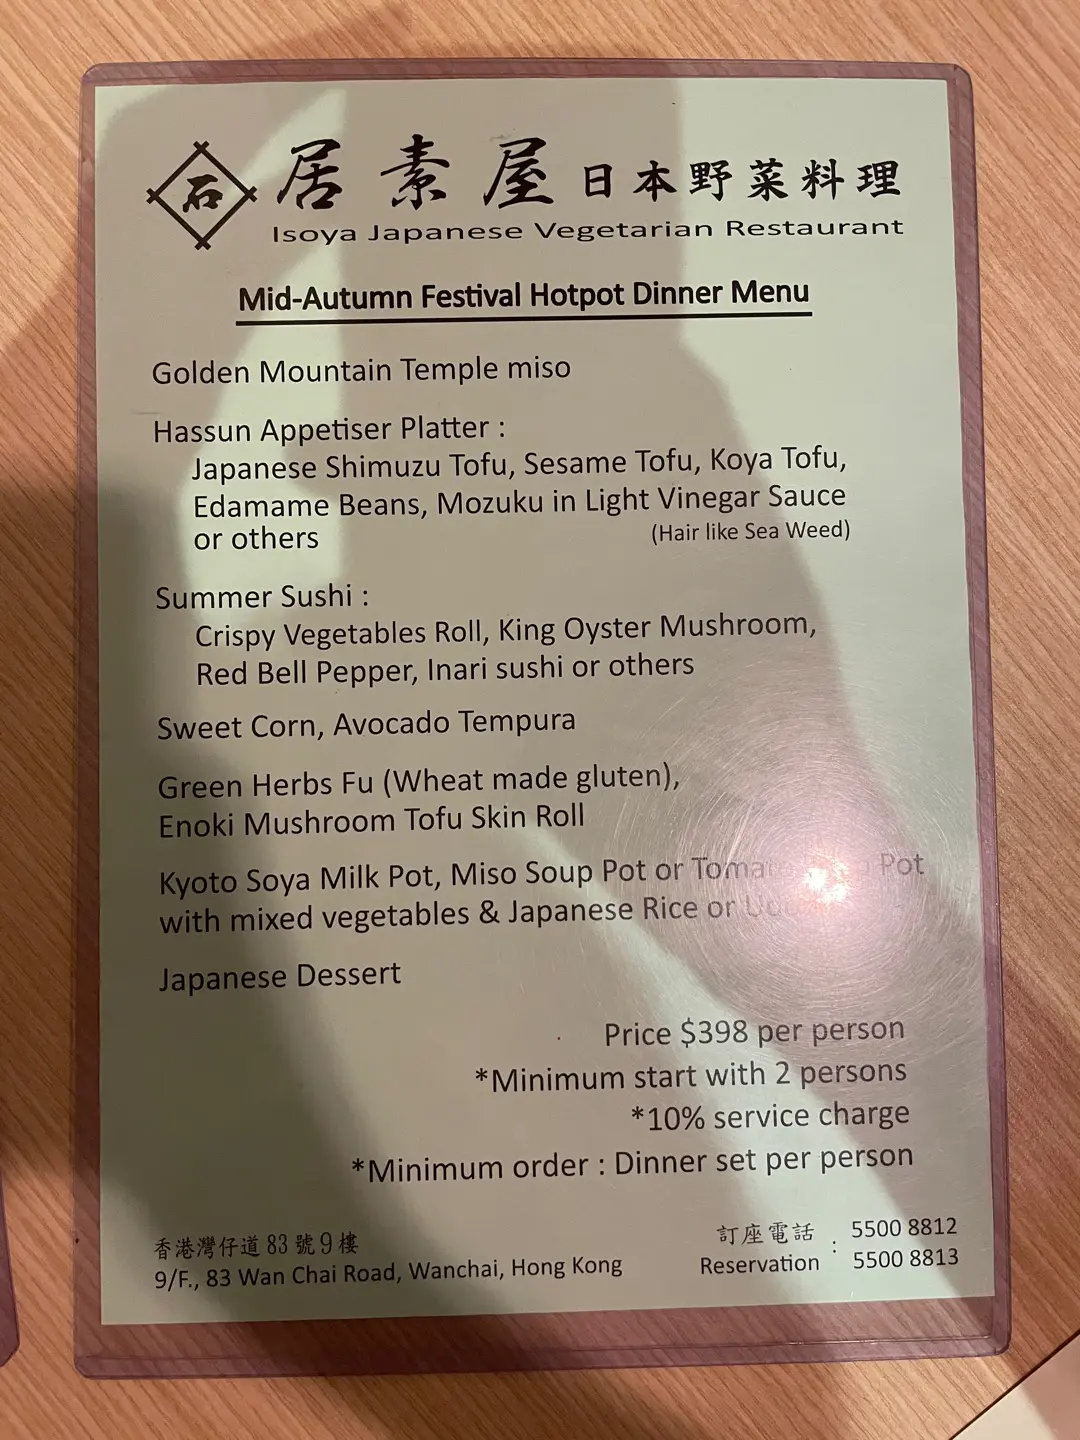 石
居素屋 日本野菜料理
Isoya Japanese Vegetarian Restaurant
Mid-Autumn Festival Hotpot Dinner Menu
Golden Mountain Temple miso
Hassun Appetiser Platter :
Japanese Shimuzu Tofu, Sesame Tofu, Koya Tofu,
Edamame Beans, Mozuku in Light Vinegar Sauce
or others (Hair like Sea Weed)
Summer Sushi :
Crispy Vegetables Roll, King Oyster Mushroom,
Red Bell Pepper, Inari sushi or others
Sweet Corn, Avocado Tempura
Green Herbs Fu (Wheat made gluten),
Enoki Mushroom Tofu Skin Roll
Kyoto Soya Milk Pot, Miso Soup Pot or Pot
with mixed vegetables & Japanese Rice or
Japanese Dessert
Price $398 per person
*Minimum start with 2 persons
*10% service charge
*Minimum order : Dinner set per person
香港灣仔道83號9樓
9/F., 83 Wan Chai Road, Wanchai, Hong Kong
訂座電話 : 5500 8812
Reservation 5500 8813